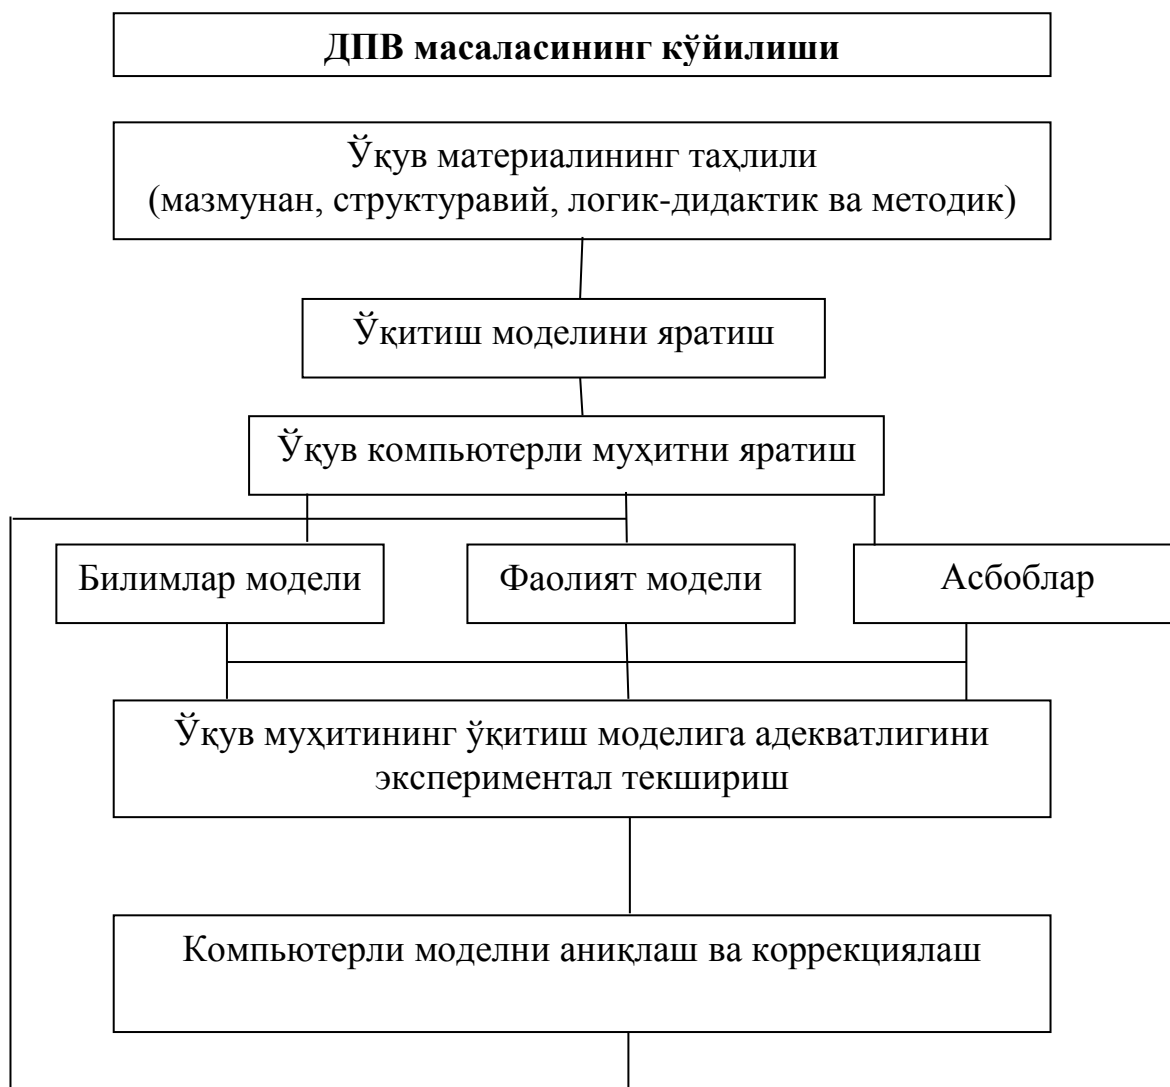 ДПВ масаласининг кўйилиши
Ўқув материалининг таҳлили
(мазмунан, структуравий, логик-дидактик ва методик)
Ўқитиш моделини яратиш
Ўқув компьютерли муҳитни яратиш
Билимлар модели
Фаолият модели
Асбоблар
Ўқув муҳитининг ўқитиш моделига адекватлигини
экспериментал текшириш
Компьютерли моделни аниқлаш ва коррекциялаш